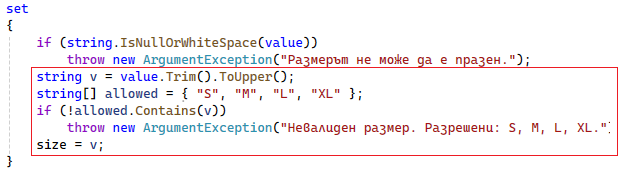 set
{
if (string.IsNullOrWhiteSpace(value))
throw new ArgumentException("Размерът не може да е празен.");
string v = value.Trim().ToUpper();
string[] allowed = { "S", "M", "L", "XL" };
if (!allowed.Contains(v))
throw new ArgumentException("Невалиден размер. Разрешени: S, M, L, XL.")
size = v;
}